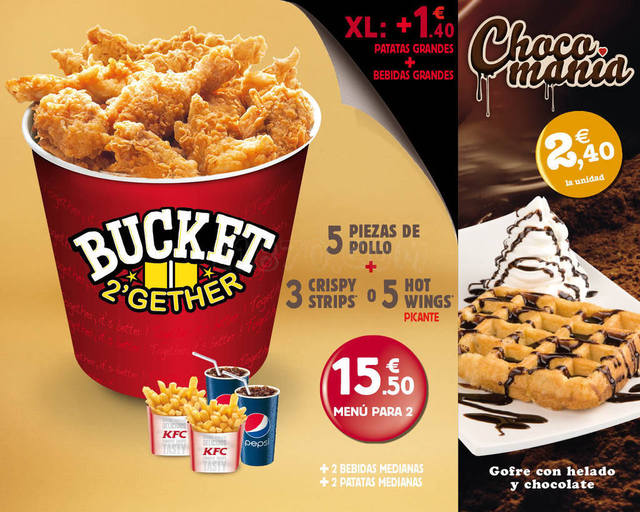 XL: +1.40 €
PATATAS GRANDES
+
BEBIDAS GRANDES
Choco
mania
2,40 €
la unidad
BUCKET
2'GETHER
5 PIEZAS DE
POLLO
+
3 CRISPY STRIPS* o 5 HOT WINGS*
PICANTE
15.50 €
MENÚ PARA 2
+ 2 BEBIDAS MEDIANAS
+ 2 PATATAS MEDIANAS
KFC
KFC
TASTY
pepsi
Gofre con helado
y chocolate